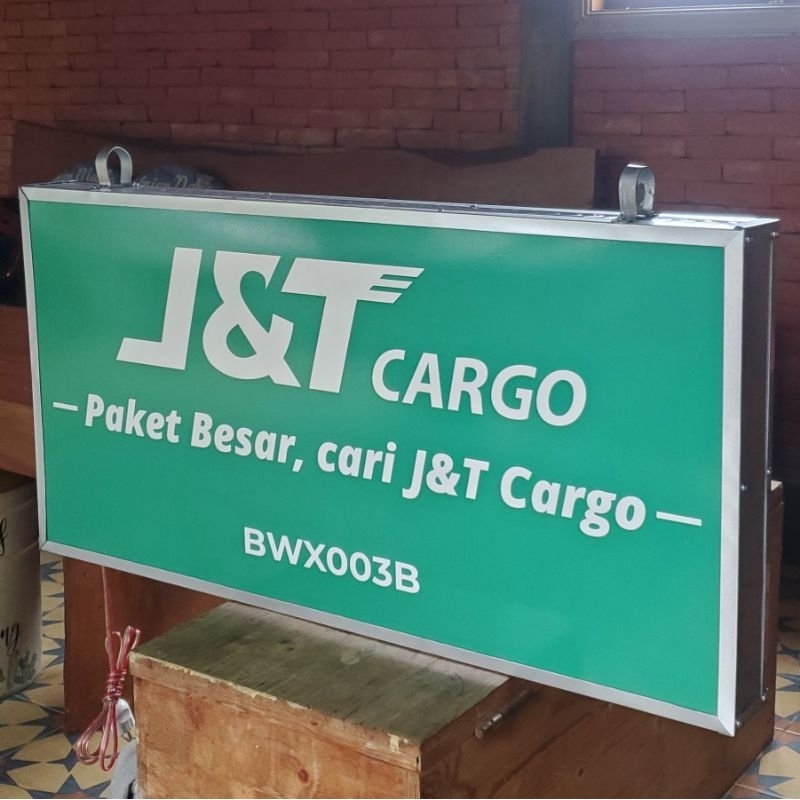 J&T CARGO
— Paket Besar, cari J&T Cargo —
BWX003B